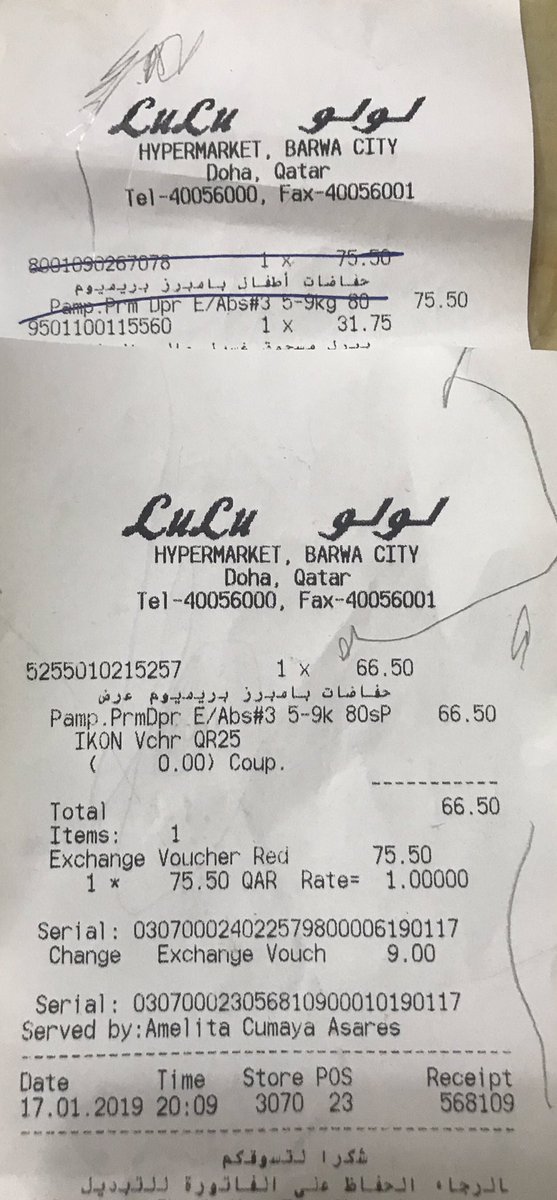 LuLu لولو
HYPERMARKET, BARWA CITY
Doha, Qatar
Tel-40056000, Fax-40056001
8001090267078 1 x 75.50
حفاضات أطفال بامبرز بريميوم
Pamp.Prm Dpr E/Abs#3 5-9kg 80 75.50
9501100115560 1 x 31.75
LuLu لولو
HYPERMARKET, BARWA CITY
Doha, Qatar
Tel-40056000, Fax-40056001
5255010215257 1 x 66.50
حفاضات بامبرز بريميوم عرض
Pamp.PrmDpr E/Abs#3 5-9k 80sP 66.50
IKON Vchr QR25
( 0.00) Coup.
-----------
Total 66.50
Items: 1
Exchange Voucher Red 75.50
1 * 75.50 QAR Rate= 1.00000
Serial: 030700024022579800006190117
Change Exchange Vouch 9.00
Serial: 030700023056810900010190117
Served by:Amelita Cumaya Asares
Date Time Store POS Receipt
17.01.2019 20:09 3070 23 568109
شكرا لتسوقكم
الرجاء الحفاظ على الفاتورة للتبديل